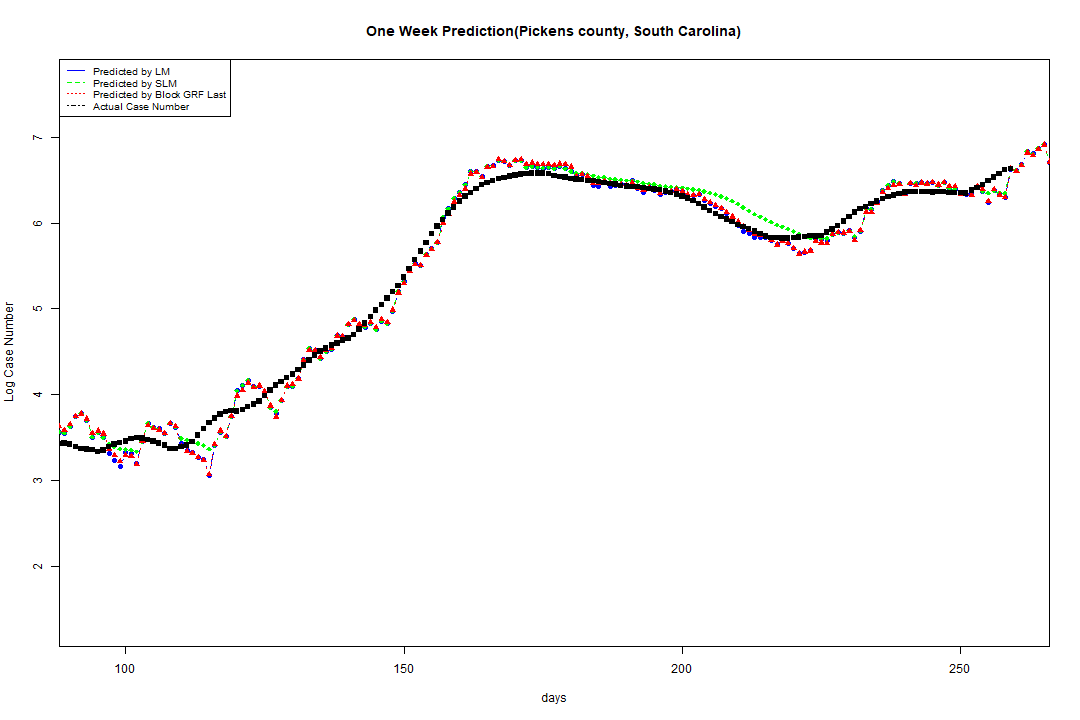 One Week Prediction(Pickens county, South Carolina)
Predicted by LM
Predicted by SLM
Predicted by Block GRF Last
Actual Case Number
7
6
5
4
3
2
Log Case Number
100 150 200 250
days